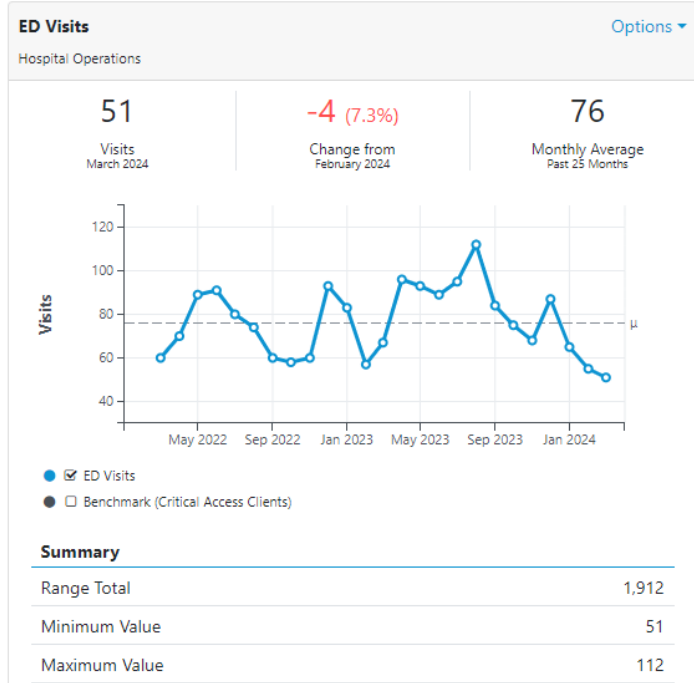 ED Visits
Options
Hospital Operations
51
-4 (7.3%)
76
Visits
Change from
Monthly Average
March 2024
February 2024
Past 25 Months
120
100
80
60
40
Visits
μ
May 2022
Sep 2022
Jan 2023
May 2023
Sep 2023
Jan 2024
ED Visits
Benchmark (Critical Access Clients)
Summary
Range Total 1,912
Minimum Value 51
Maximum Value 112